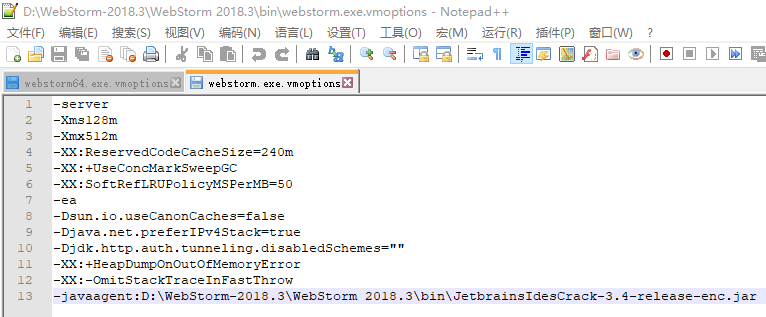 D:\WebStorm-2018.3\WebStorm 2018.3\bin\webstorm.exe.vmoptions - Notepad++
文件(F) 编辑(E) 搜索(S) 视图(V) 编码(N) 语言(L) 设置(T) 工具(O) 宏(M) 运行(R) 插件(P) 窗口(W) ?
webstorm64.exe.vmoptions webstorm.exe.vmoptions
1 -server
2 -Xms128m
3 -Xmx512m
4 -XX:ReservedCodeCacheSize=240m
5 -XX:+UseConcMarkSweepGC
6 -XX:SoftRefLRUPolicyMSPerMB=50
7 -ea
8 -Dsun.io.useCanonCaches=false
9 -Djava.net.preferIPv4Stack=true
10 -Djdk.http.auth.tunneling.disabledSchemes=""
11 -XX:+HeapDumpOnOutOfMemoryError
12 -XX:-OmitStackTraceInFastThrow
13 -javaagent:D:\WebStorm-2018.3\WebStorm 2018.3\bin\JetbrainsIdesCrack-3.4-release-enc.jar